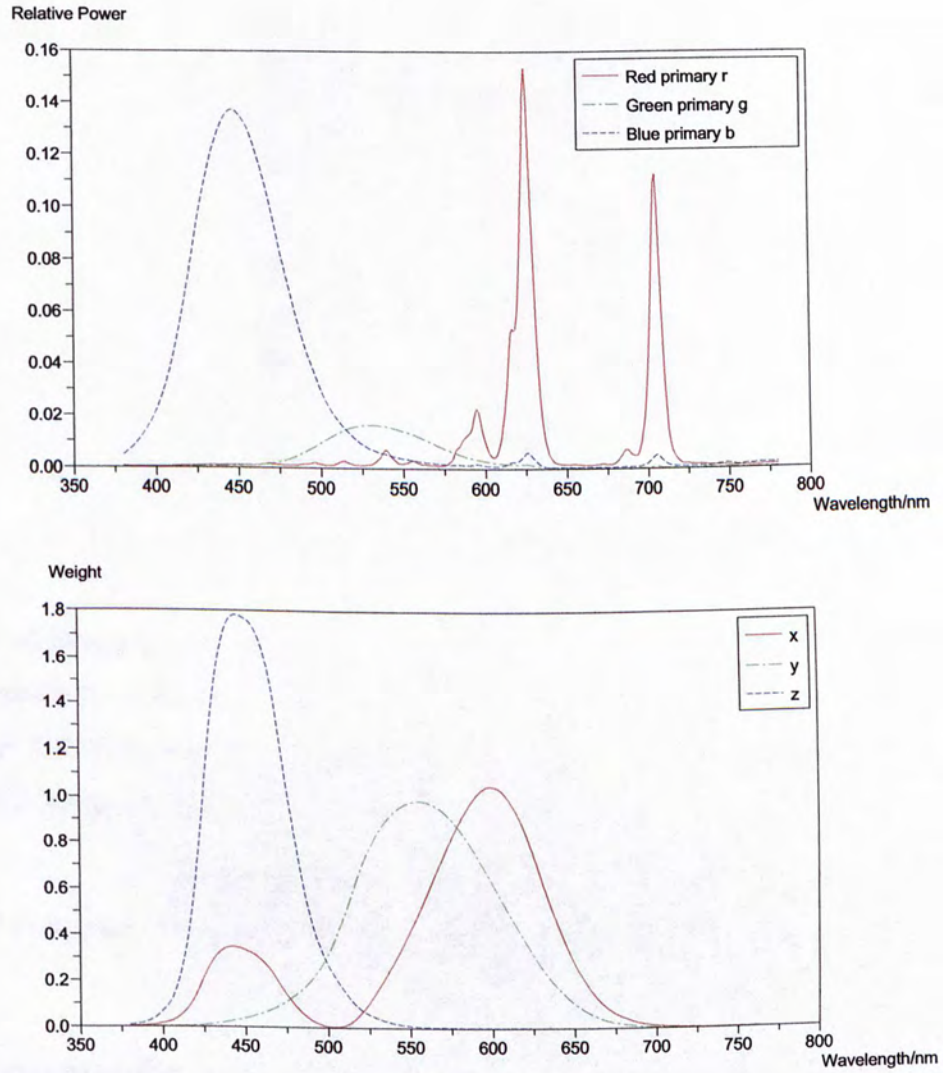 Relative Power
0.16
0.14
0.12
0.10
0.08
0.06
0.04
0.02
0.00
Red primary r
Green primary g
Blue primary b
350 400 450 500 550 600 650 700 750 800
Wavelength/nm
Weight
1.8
1.6
1.4
1.2
1.0
0.8
0.6
0.4
0.2
0.0
x
y
z
350 400 450 500 550 600 650 700 750 800
Wavelength/nm